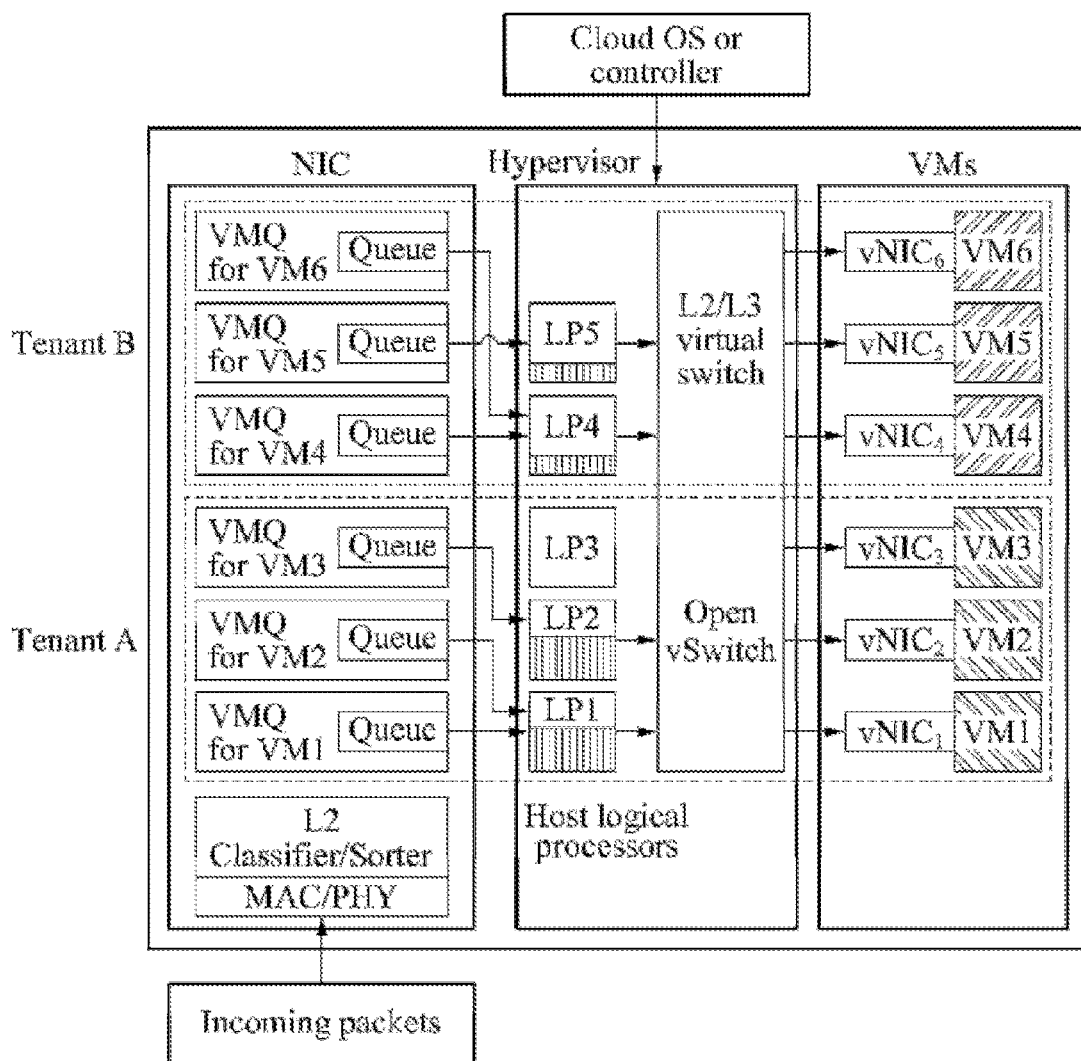 Cloud OS or
controller
NIC
Hypervisor
VMs
Tenant B
VMQ
for VM6
Queue
VMQ
for VM5
Queue
VMQ
for VM4
Queue
LP5
LP4
L2/L3
virtual
switch
vNIC6
VM6
vNIC5
VM5
vNIC4
VM4
Tenant A
VMQ
for VM3
Queue
VMQ
for VM2
Queue
VMQ
for VM1
Queue
LP3
LP2
LP1
Open
vSwitch
vNIC3
VM3
vNIC2
VM2
vNIC1
VM1
L2
Classifier/Sorter
MAC/PHY
Host logical
processors
Incoming packets